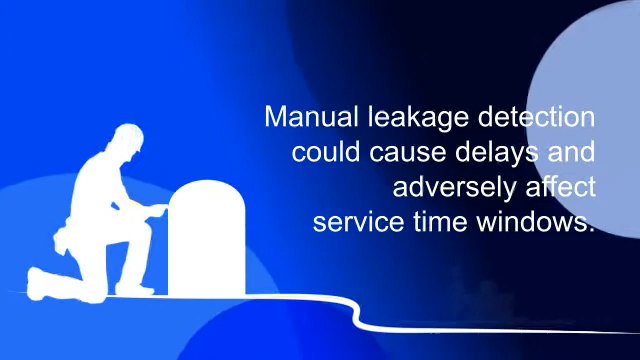 Manual leakage detection
could cause delays and
adversely affect
service time windows.